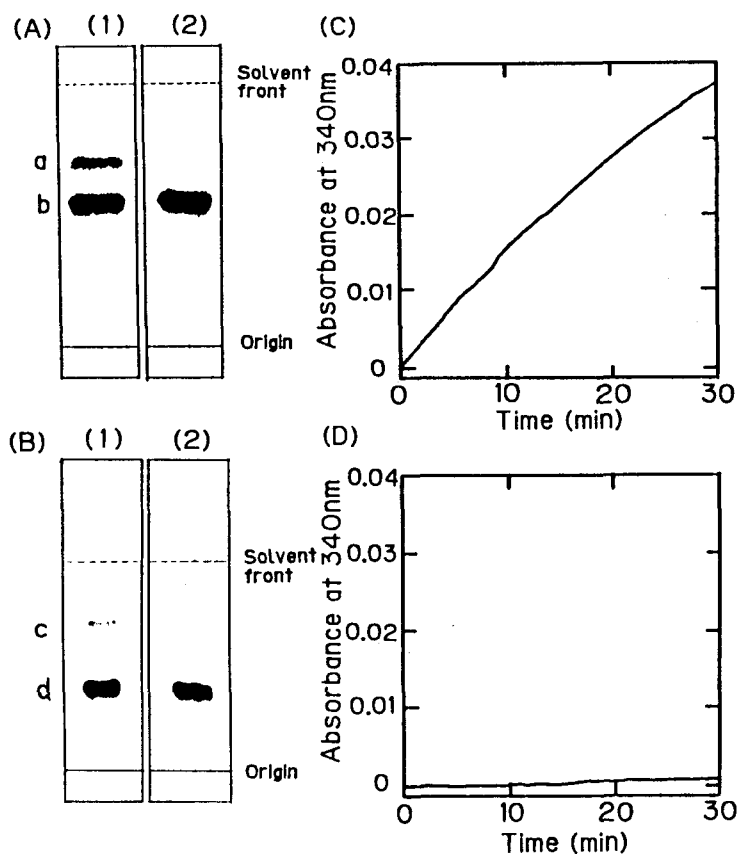 (A)
(1)
(2)
Solvent
front
a
b
Origin
(C)
Absorbance at 340nm
0.04
0.03
0.02
0.01
0
0
10
20
30
Time (min)
(B)
(1)
(2)
Solvent
front
c
d
Origin
(D)
Absorbance at 340nm
0.04
0.03
0.02
0.01
0
0
10
20
30
Time (min)